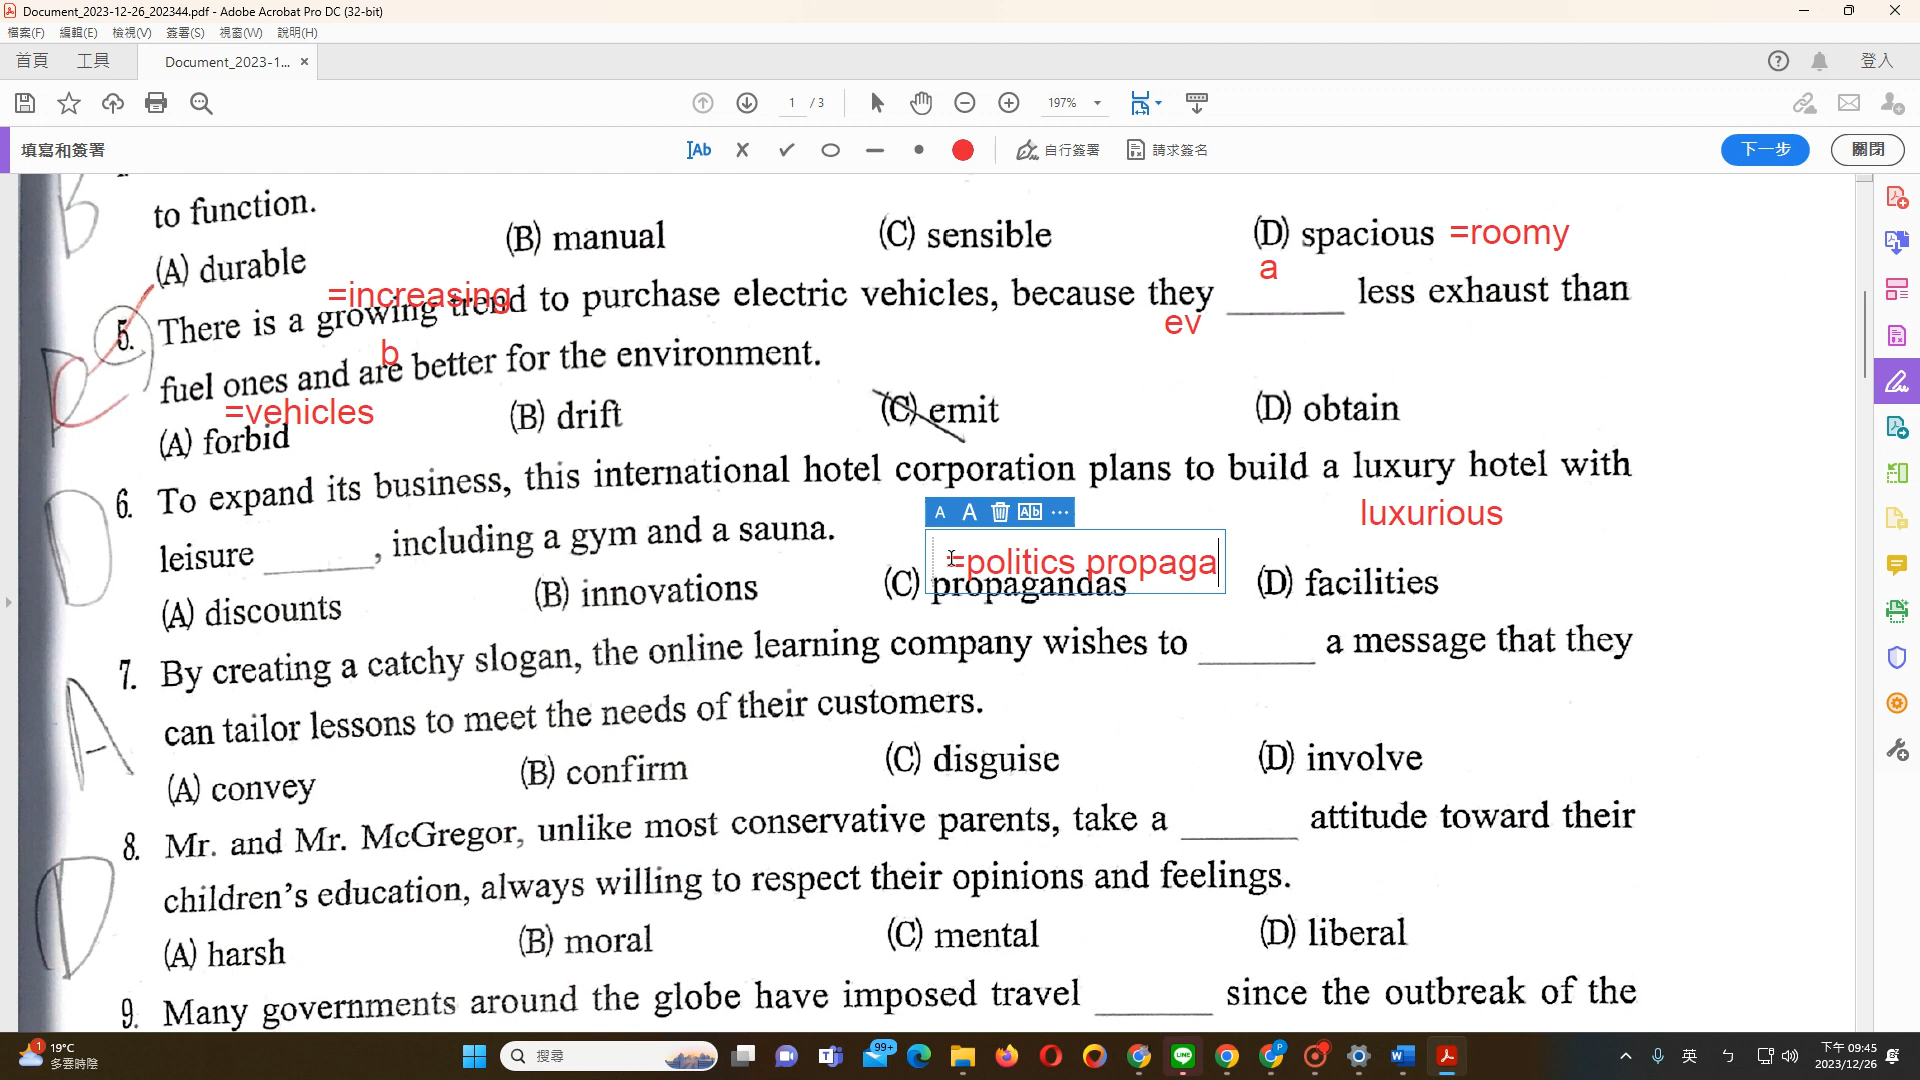 Document_2023-12-26_202344.pdf - Adobe Acrobat Pro DC (32-bit)
檔案(F) 編輯(E) 檢視(V) 簽署(S) 視窗(W) 說明(H)
首頁 工具 Document_2023-1... × 登入
1 / 3 197%
填寫和簽署 Ab 自行簽署 請求簽名 下一步 關閉
B
to function.
(A) durable (B) manual (C) sensible (D) spacious =roomy
a
=increasing
5. There is a growing trend to purchase electric vehicles, because they ______ less exhaust than
ev
b
fuel ones and are better for the environment.
=vehicles
(A) forbid (B) drift (C) emit (D) obtain
D
6. To expand its business, this international hotel corporation plans to build a luxury hotel with
luxurious
leisure ______, including a gym and a sauna.
A A Ab ...
=politics propaga
(A) discounts (B) innovations (C) propagandas (D) facilities
A
7. By creating a catchy slogan, the online learning company wishes to ______ a message that they
can tailor lessons to meet the needs of their customers.
(A) convey (B) confirm (C) disguise (D) involve
D
8. Mr. and Mr. McGregor, unlike most conservative parents, take a ______ attitude toward their
children's education, always willing to respect their opinions and feelings.
(A) harsh (B) moral (C) mental (D) liberal
9. Many governments around the globe have imposed travel ______ since the outbreak of the
1 19°C
多雲時陰
搜尋
99+
P
英
下午 09:45
2023/12/26